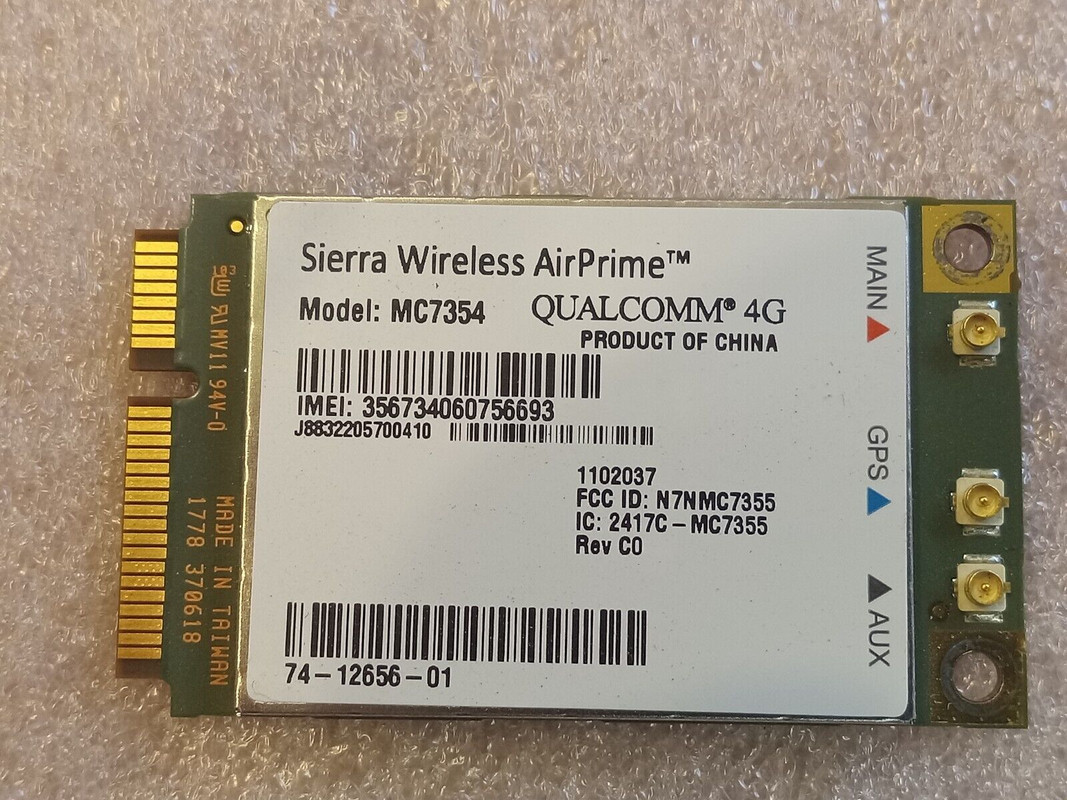 Sierra Wireless AirPrime™
Model: MC7354
QUALCOMM® 4G
PRODUCT OF CHINA
IMEI: 356734060756693
J8832205700410
1102037
FCC ID: N7NMC7355
IC: 2417C-MC7355
Rev C0
74-12656-01
MAIN
GPS
AUX
MV11 94V-0
MADE IN TAIWAN
1778 370618